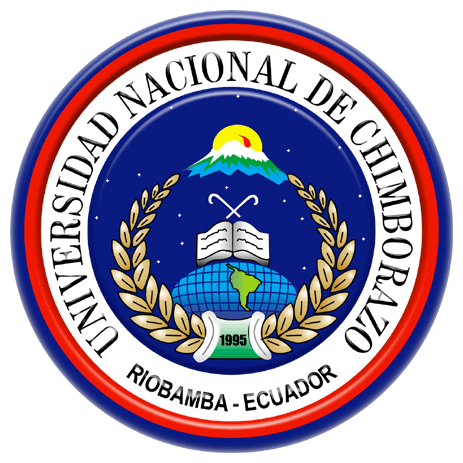 UNIVERSIDAD NACIONAL DE CHIMBORAZO
1995
RIOBAMBA - ECUADOR